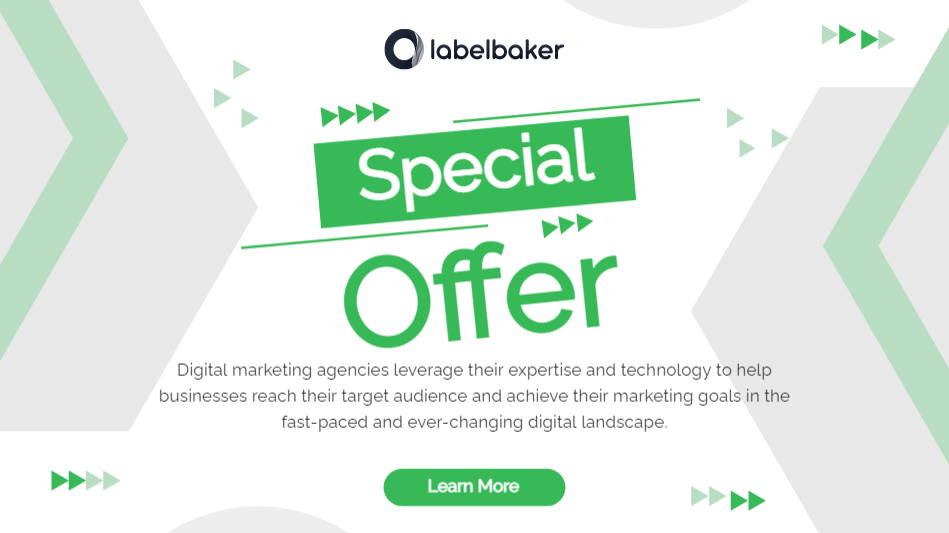 labelbaker
Special
Offer
Digital marketing agencies leverage their expertise and technology to help
businesses reach their target audience and achieve their marketing goals in the
fast-paced and ever-changing digital landscape.
Learn More